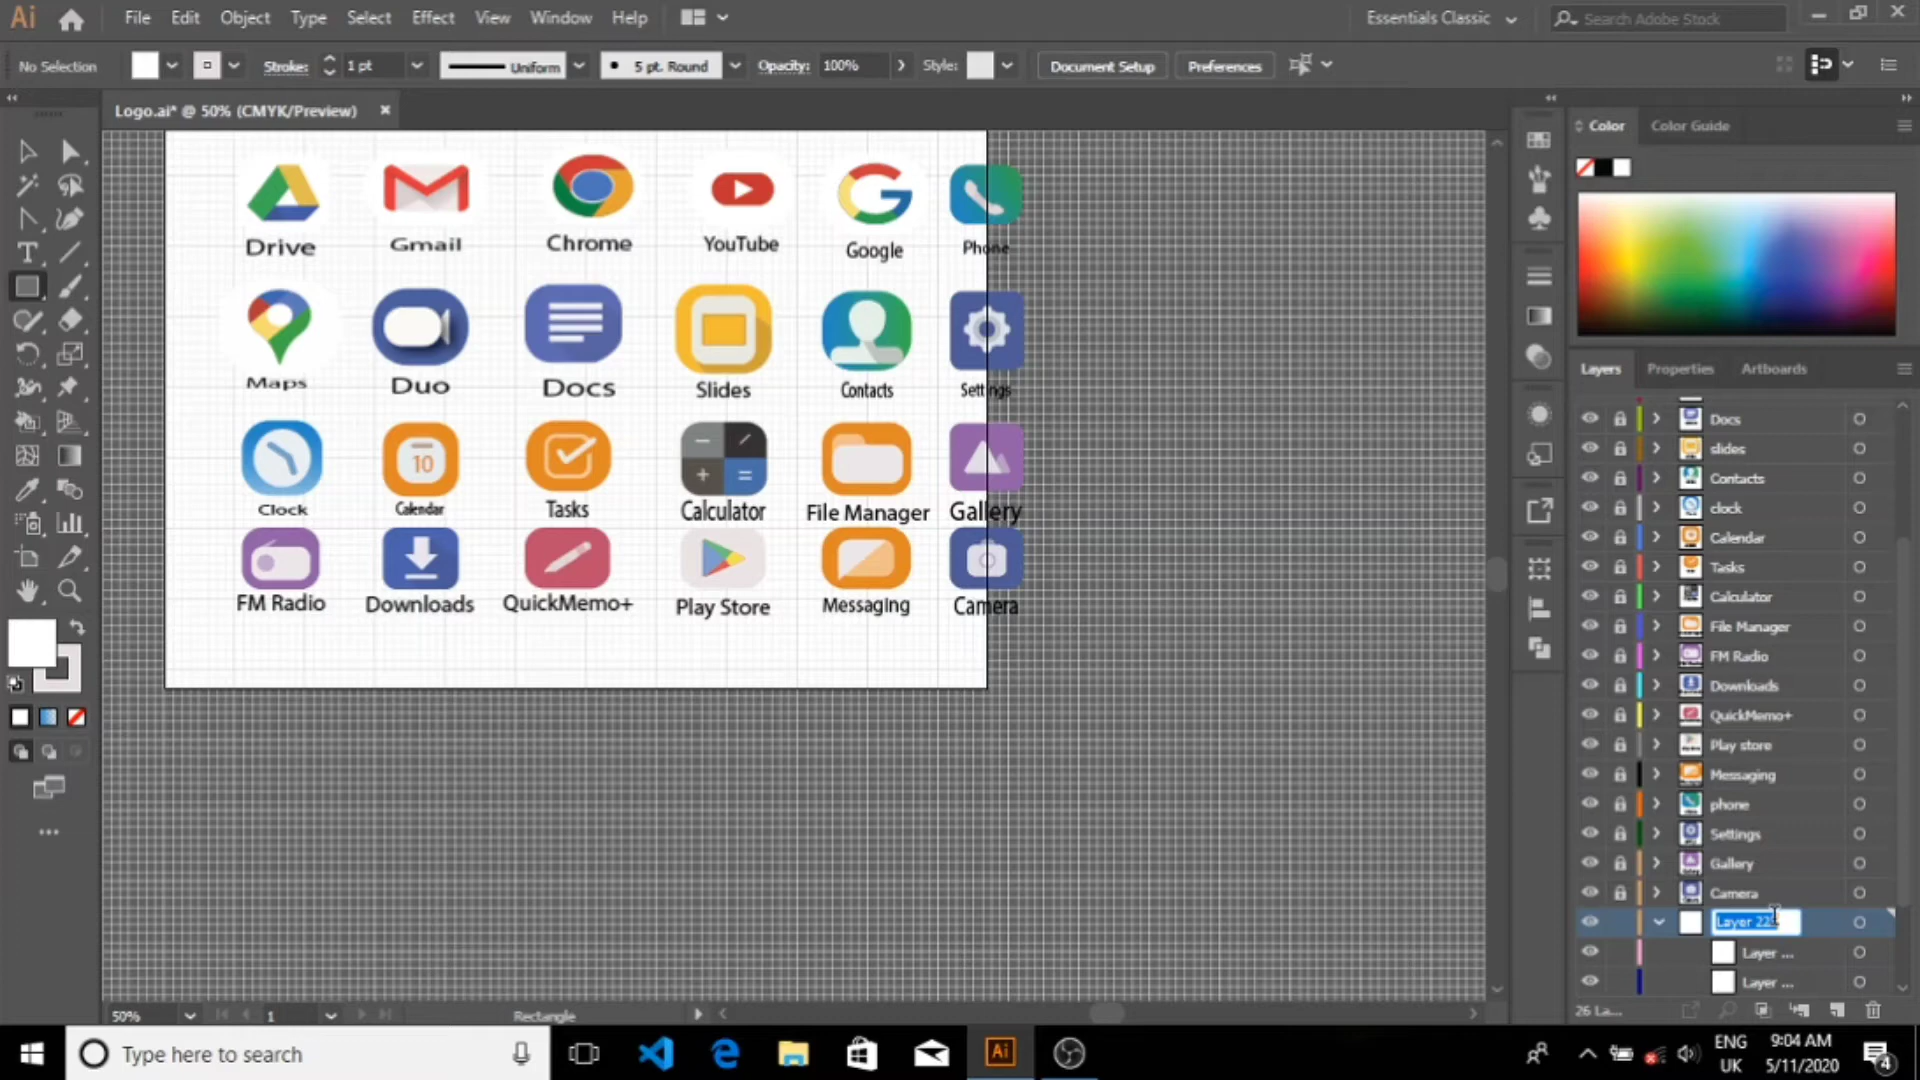 Ai File Edit Object Type Select Effect View Window Help Essentials Classic Search Adobe Stock
No Selection Stroke: 1 pt Uniform 5 pt. Round Opacity: 100% Style: Document Setup Preferences
Logo.ai* @ 50% (CMYK/Preview)
Color Color Guide
Drive Gmail Chrome YouTube Google Phone
Maps Duo Docs Slides Contacts Settings
10
Clock Calendar Tasks Calculator File Manager Gallery
FM Radio Downloads QuickMemo+ Play Store Messaging Camera
Layers Properties Artboards
Docs
slides
Contacts
clock
Calendar
Tasks
Calculator
File Manager
FM Radio
Downloads
QuickMemo+
Play store
Messaging
phone
Settings
Gallery
Camera
Layer 22
Layer ...
Layer ...
26 La...
50% 1 Rectangle
Type here to search
Ai
ENG
UK
9:04 AM
5/11/2020
4